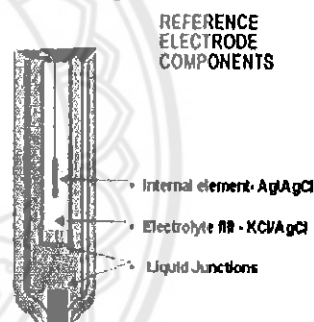 REFERENCE
ELECTRODE
COMPONENTS
• Internal element- Ag\AgCl
• Electrolyte fill - KCl/AgCl
• Liquid Junctions